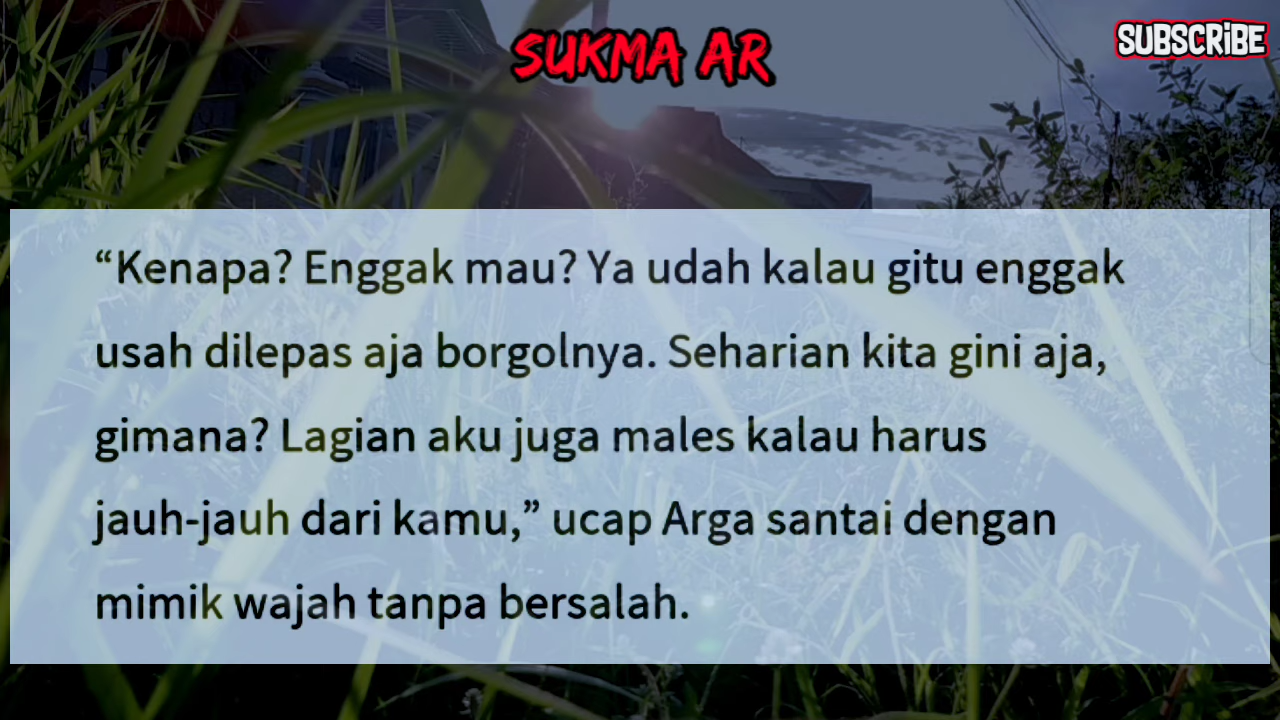 SUKMA AR
SUBSCRiBE
“Kenapa? Enggak mau? Ya udah kalau gitu enggak
usah dilepas aja borgolnya. Seharian kita gini aja,
gimana? Lagian aku juga males kalau harus
jauh-jauh dari kamu,” ucap Arga santai dengan
mimik wajah tanpa bersalah.